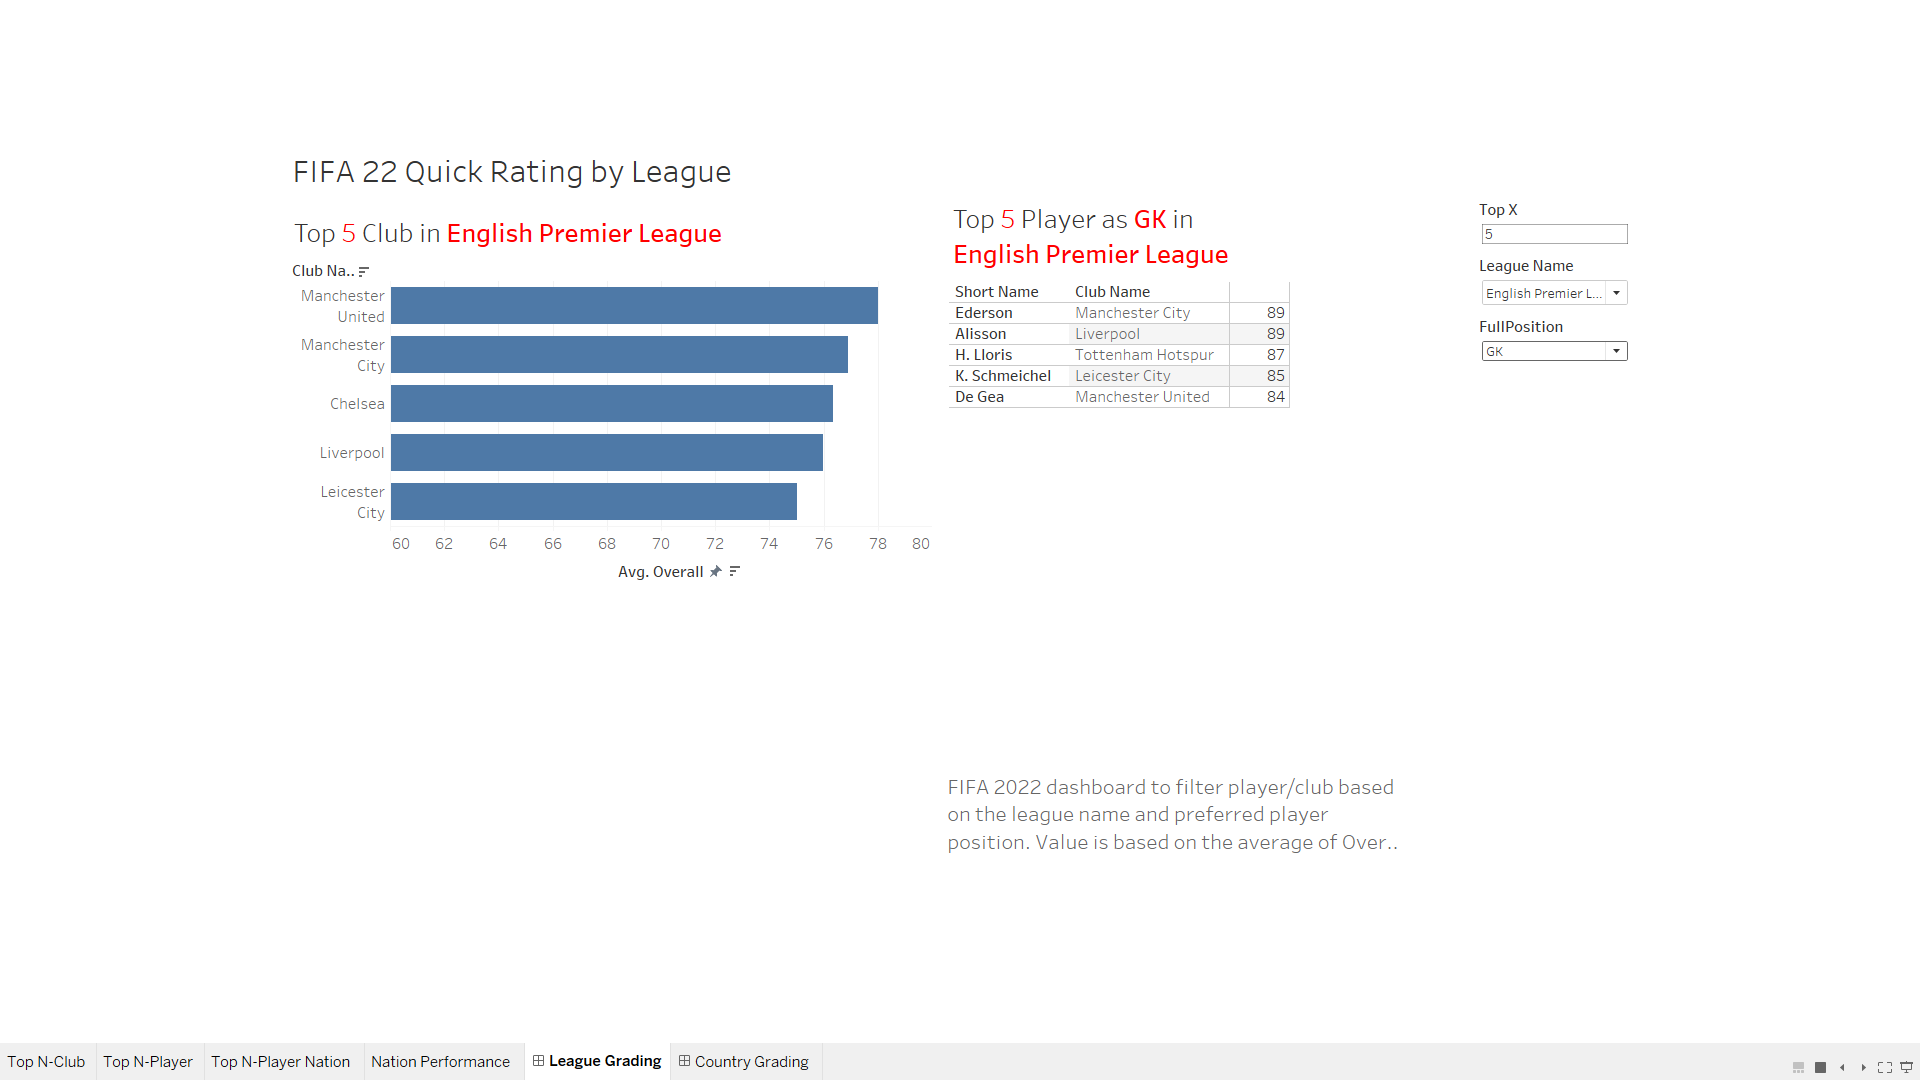 FIFA 22 Quick Rating by League
Top 5 Club in English Premier League
Club Na..
Manchester
United
Manchester
City
Chelsea
Liverpool
Leicester
City
60 62 64 66 68 70 72 74 76 78 80
Avg. Overall
Top 5 Player as GK in
English Premier League
Short Name Club Name
Ederson Manchester City 89
Alisson Liverpool 89
H. Lloris Tottenham Hotspur 87
K. Schmeichel Leicester City 85
De Gea Manchester United 84
Top X
5
League Name
English Premier L...
FullPosition
GK
FIFA 2022 dashboard to filter player/club based
on the league name and preferred player
position. Value is based on the average of Over..
Top N-Club Top N-Player Top N-Player Nation Nation Performance League Grading Country Grading